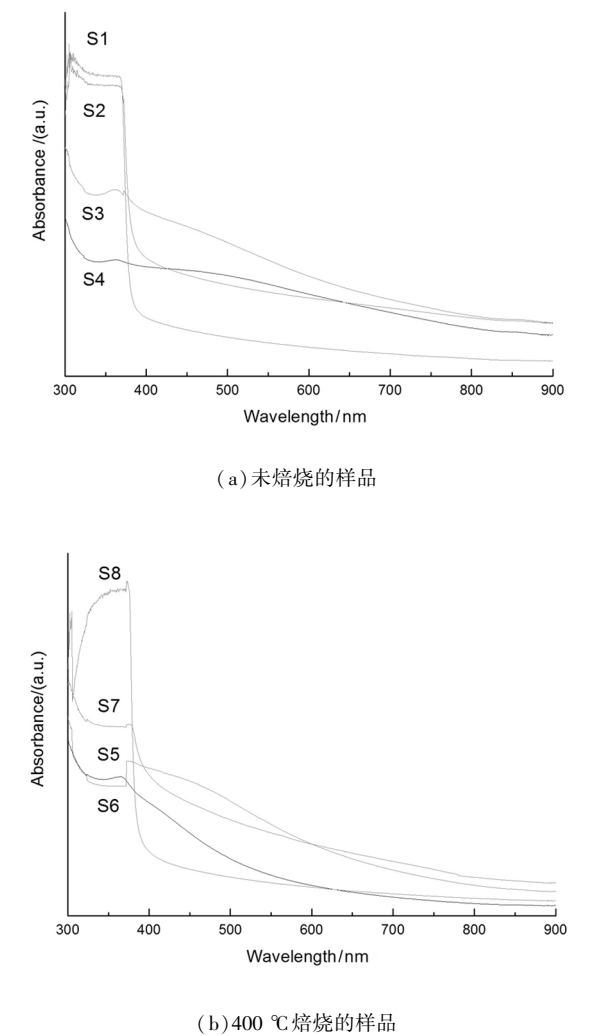 S1
S2
S3
S4
Absorbance /(a.u.)
300 400 500 600 700 800 900
Wavelength/nm
(a)未焙烧的样品
S8
S7
S5
S6
Absorbance/(a.u.)
300 400 500 600 700 800 900
Wavelength/nm
(b)400 ℃焙烧的样品